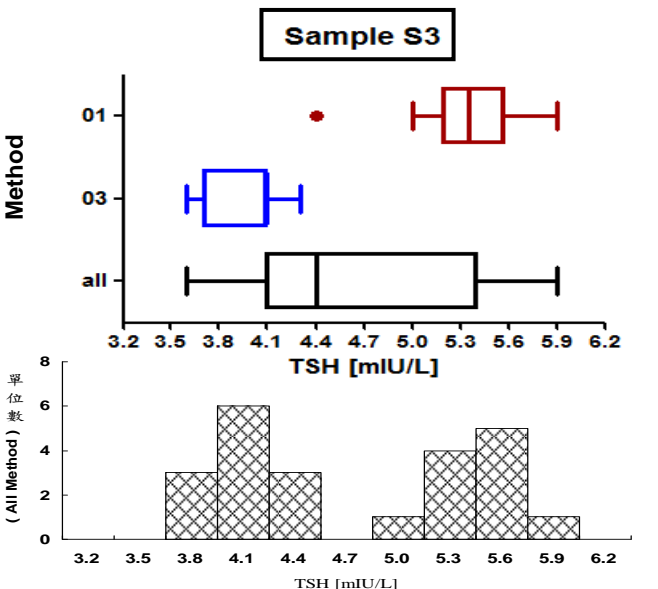 Sample S3
Method
01
03
all
3.2 3.5 3.8 4.1 4.4 4.7 5.0 5.3 5.6 5.9 6.2
TSH [mIU/L]
單位數
( All Method )
8
6
4
2
0
3.2 3.5 3.8 4.1 4.4 4.7 5.0 5.3 5.6 5.9 6.2
TSH [mIU/L]